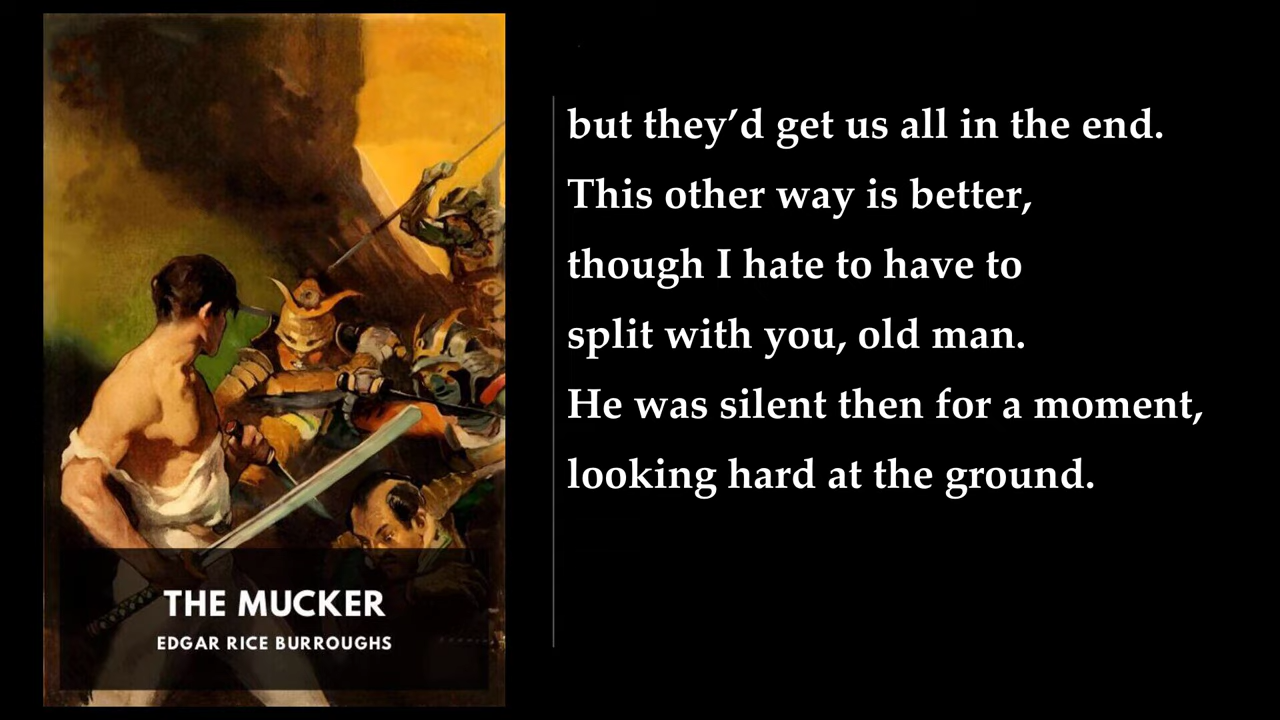 but they’d get us all in the end.
This other way is better,
though I hate to have to
split with you, old man.
He was silent then for a moment,
looking hard at the ground.
THE MUCKER
EDGAR RICE BURROUGHS